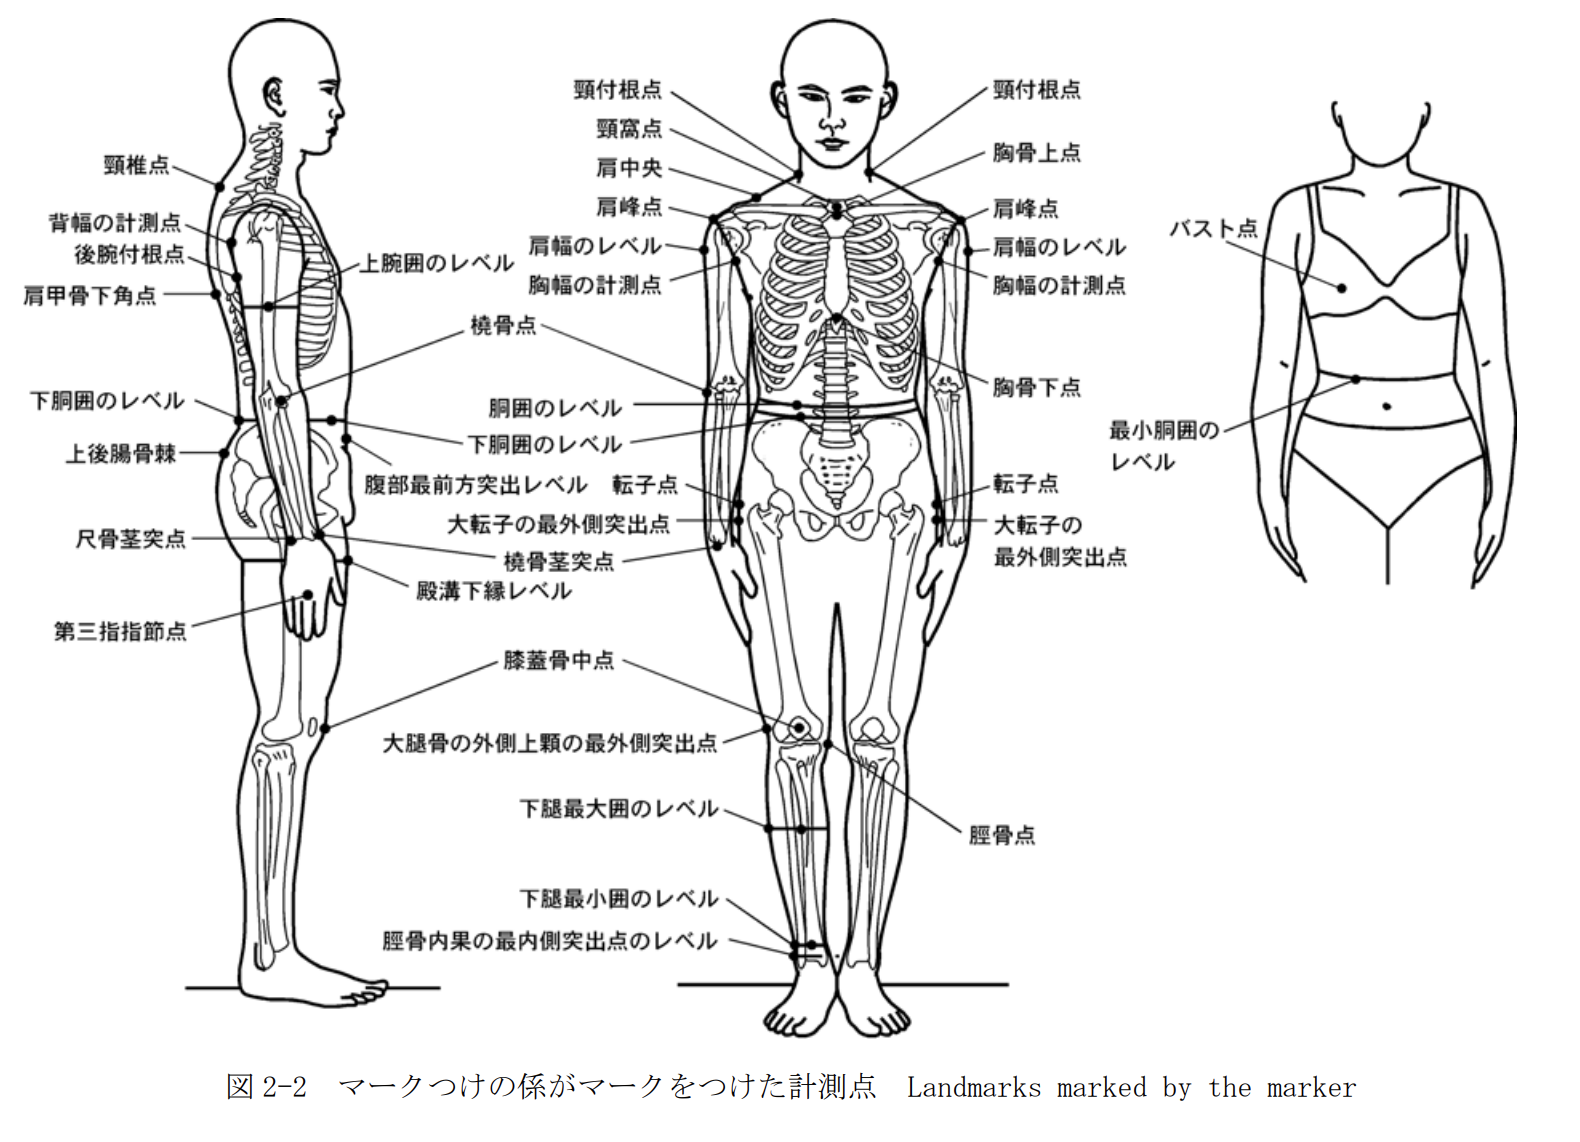 頸椎点
背幅の計測点
後腕付根点
肩甲骨下角点
下胴囲のレベル
上後腸骨棘
尺骨茎突点
第三指指節点
上腕囲のレベル
橈骨点
胴囲のレベル
下胴囲のレベル
腹部最前方突出レベル
橈骨茎突点
殿溝下縁レベル
膝蓋骨中点
頸付根点
頸窩点
肩中央
肩峰点
肩幅のレベル
胸幅の計測点
転子点
大転子の最外側突出点
大腿骨の外側上顆の最外側突出点
下腿最大囲のレベル
下腿最小囲のレベル
脛骨内果の最内側突出点のレベル
頸付根点
胸骨上点
肩峰点
肩幅のレベル
胸幅の計測点
胸骨下点
転子点
大転子の
最外側突出点
脛骨点
バスト点
最小胴囲の
レベル
図 2-2　マークつけの係がマークをつけた計測点　Landmarks marked by the marker